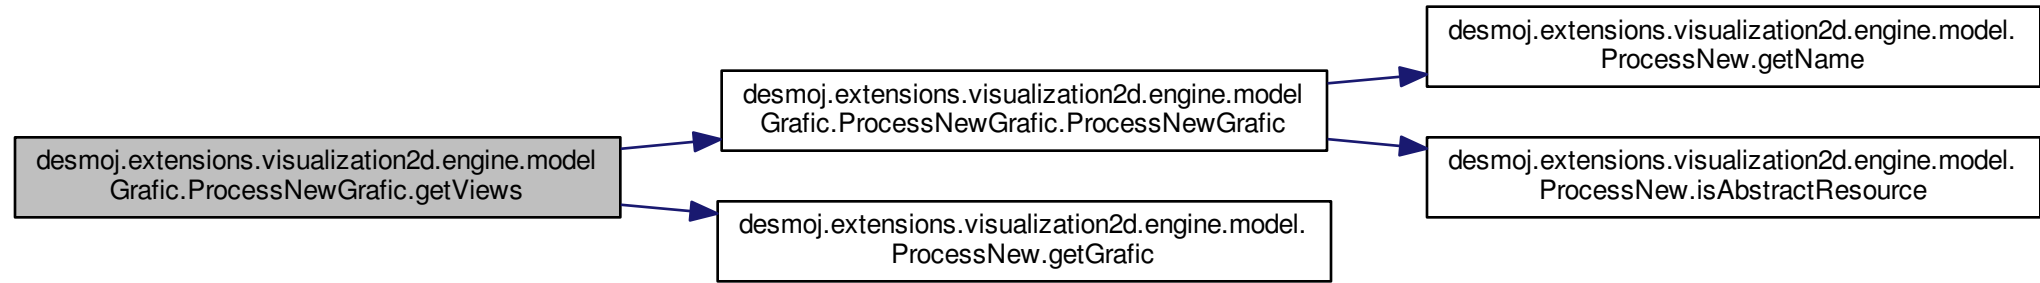 desmoj.extensions.visualization2d.engine.model
Grafic.ProcessNewGrafic.getViews
desmoj.extensions.visualization2d.engine.model
Grafic.ProcessNewGrafic.ProcessNewGrafic
desmoj.extensions.visualization2d.engine.model.
ProcessNew.getName
desmoj.extensions.visualization2d.engine.model.
ProcessNew.isAbstractResource
desmoj.extensions.visualization2d.engine.model.
ProcessNew.getGrafic